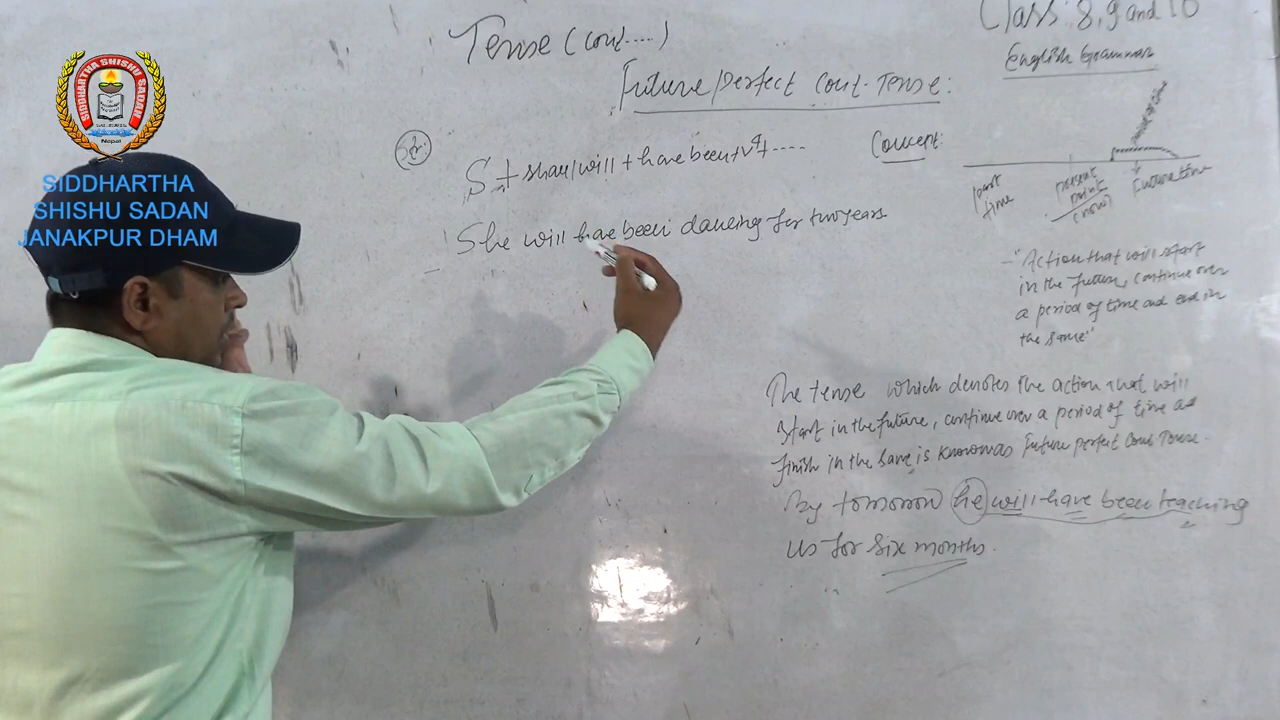 SIDDHARTHA SHISHU SADAN
Nepal
SIDDHARTHA
SHISHU SADAN
JANAKPUR DHAM
Tense (cont.....)
Class: 8, 9 and 10
English Grammar
Future perfect cont. Tense:
S + shall/will + have been + v⁴ + ....
She will have been dancing for two years
Concept:
past time
present point (now)
Future time
- "Action that will start
in the future, continue over
a period of time and end in
the same"
The tense which denotes the action that will
start in the future, continue over a period of time as
finish in the same is known as Future perfect Cont Tense.
By tomorrow he will have been teaching
us for six months.